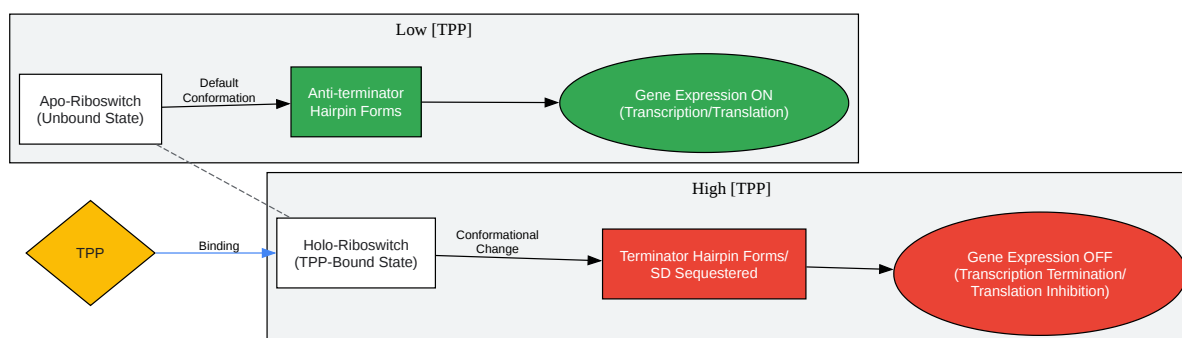 Low [TPP]
Apo-Riboswitch
(Unbound State)
Default
Conformation
Anti-terminator
Hairpin Forms
Gene Expression ON
(Transcription/Translation)
High [TPP]
TPP
Binding
Holo-Riboswitch
(TPP-Bound State)
Conformational
Change
Terminator Hairpin Forms/
SD Sequestered
Gene Expression OFF
(Transcription Termination/
Translation Inhibition)